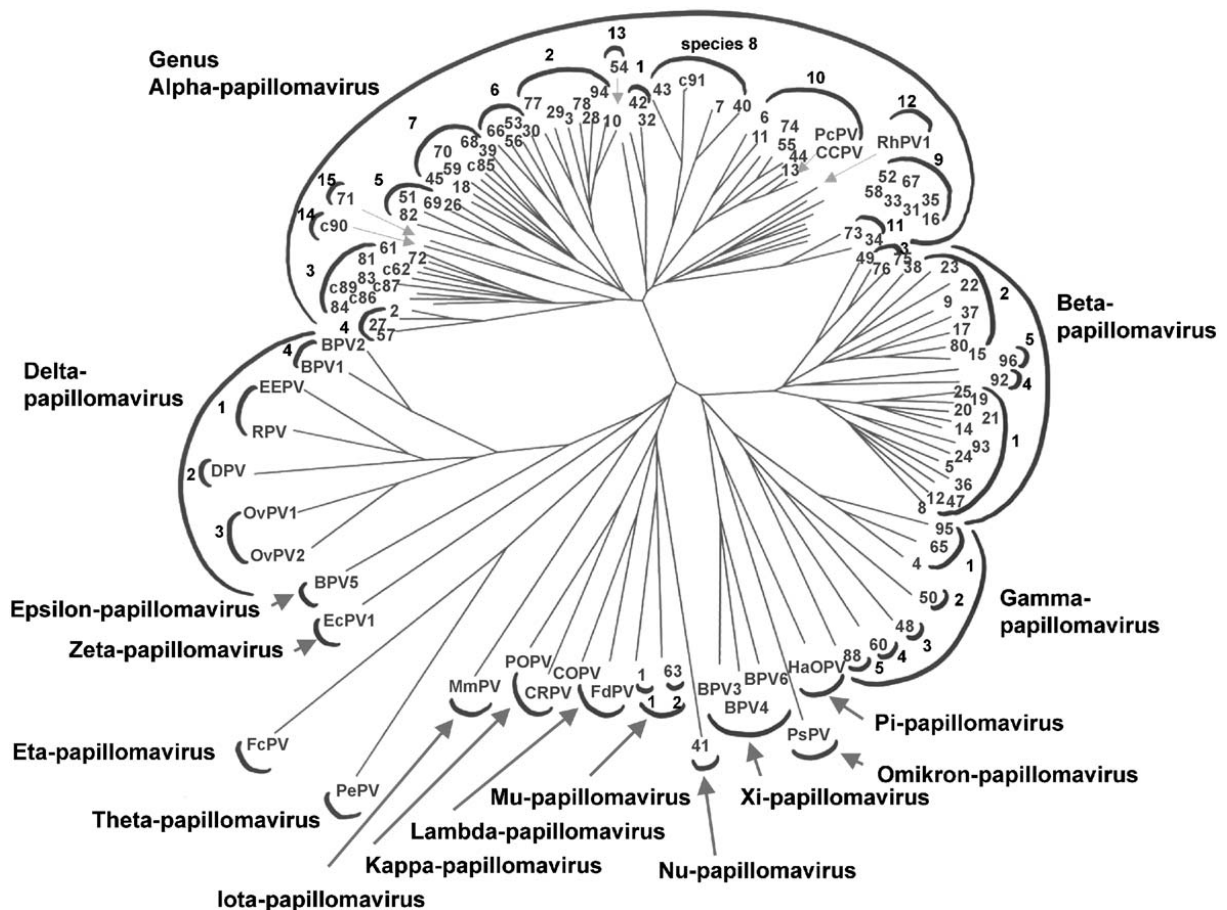 Genus
Alpha-papillomavirus
13
54
2
species 8
1
42
32
43
c91
7
40
10
6
11
74
55
44
13
PcPV
CCPV
12
RhPV1
9
52
67
58
33
35
31
16
11
73
34
94
77
29
3
78
28
10
6
53
66
30
56
7
68
39
70
c85
59
45
18
5
51
69
26
82
15
71
14
c90
3
61
81
72
c62
83
c89
c87
c86
84
4
2
27
57
Delta-
papillomavirus
4
BPV2
BPV1
1
EEPV
RPV
2
DPV
3
OvPV1
OvPV2
Beta-
papillomavirus
3
49
75
76
38
2
23
22
9
37
17
80
15
5
96
4
92
1
25
19
20
21
14
93
24
5
36
12
47
8
Gamma-
papillomavirus
1
95
65
4
50
2
48
3
60
4
88
5
BPV5
Epsilon-papillomavirus
EcPV1
Zeta-papillomavirus
FcPV
Eta-papillomavirus
PePV
Theta-papillomavirus
MmPV
Iota-papillomavirus
POPV
CRPV
Kappa-papillomavirus
COPV
FdPV
Lambda-papillomavirus
1
63
1
2
Mu-papillomavirus
41
Nu-papillomavirus
BPV3
BPV6
BPV4
Xi-papillomavirus
PsPV
Omikron-papillomavirus
HaOPV
Pi-papillomavirus